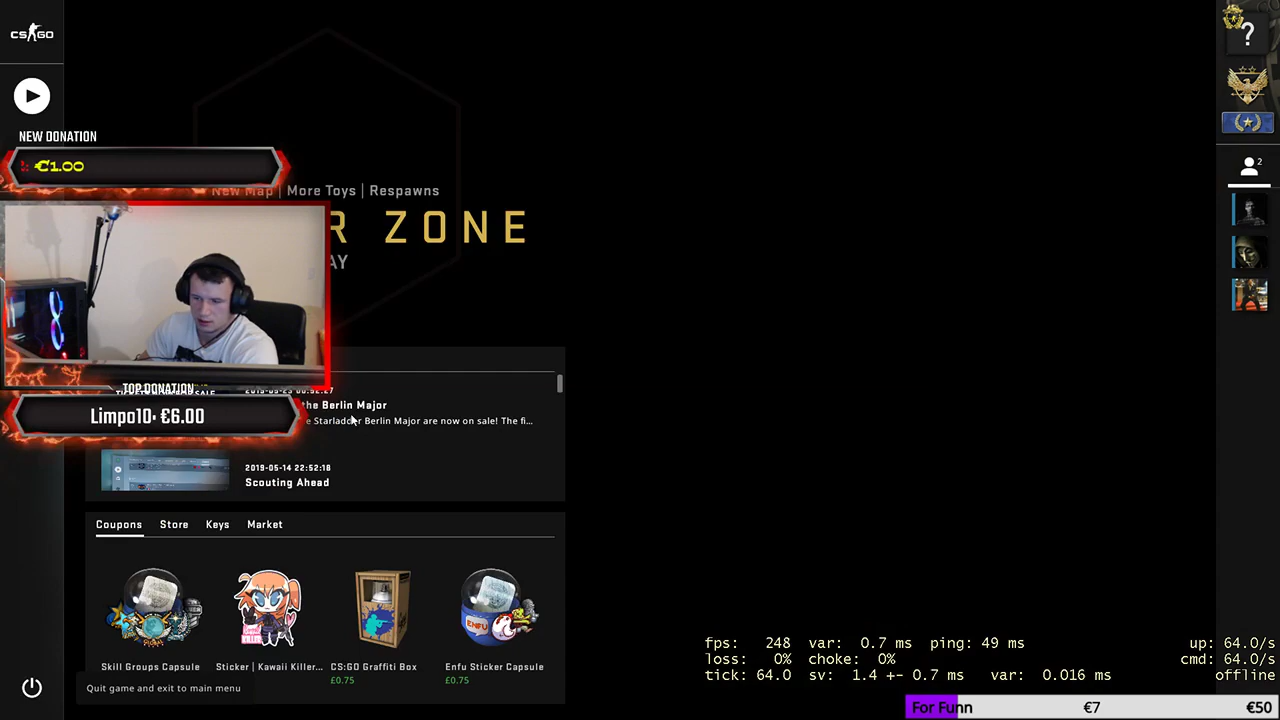 CS GO
?
NEW DONATION
€1.00
New Map | More Toys | Respawns
R ZONE
AY
2
TOP DONATION
the Berlin Major
e Starladder Berlin Major are now on sale! The fi...
Limpo10: €6.00
2019-05-14 22:52:18
Scouting Ahead
Coupons Store Keys Market
ENFU
Skill Groups Capsule Sticker | Kawaii Killer... CS:GO Graffiti Box Enfu Sticker Capsule
£0.75 £0.75
Quit game and exit to main menu
fps: 248 var: 0.7 ms ping: 49 ms up: 64.0/s
loss: 0% choke: 0% cmd: 64.0/s
tick: 64.0 sv: 1.4 +- 0.7 ms var: 0.016 ms offline
For Funn €7 €50